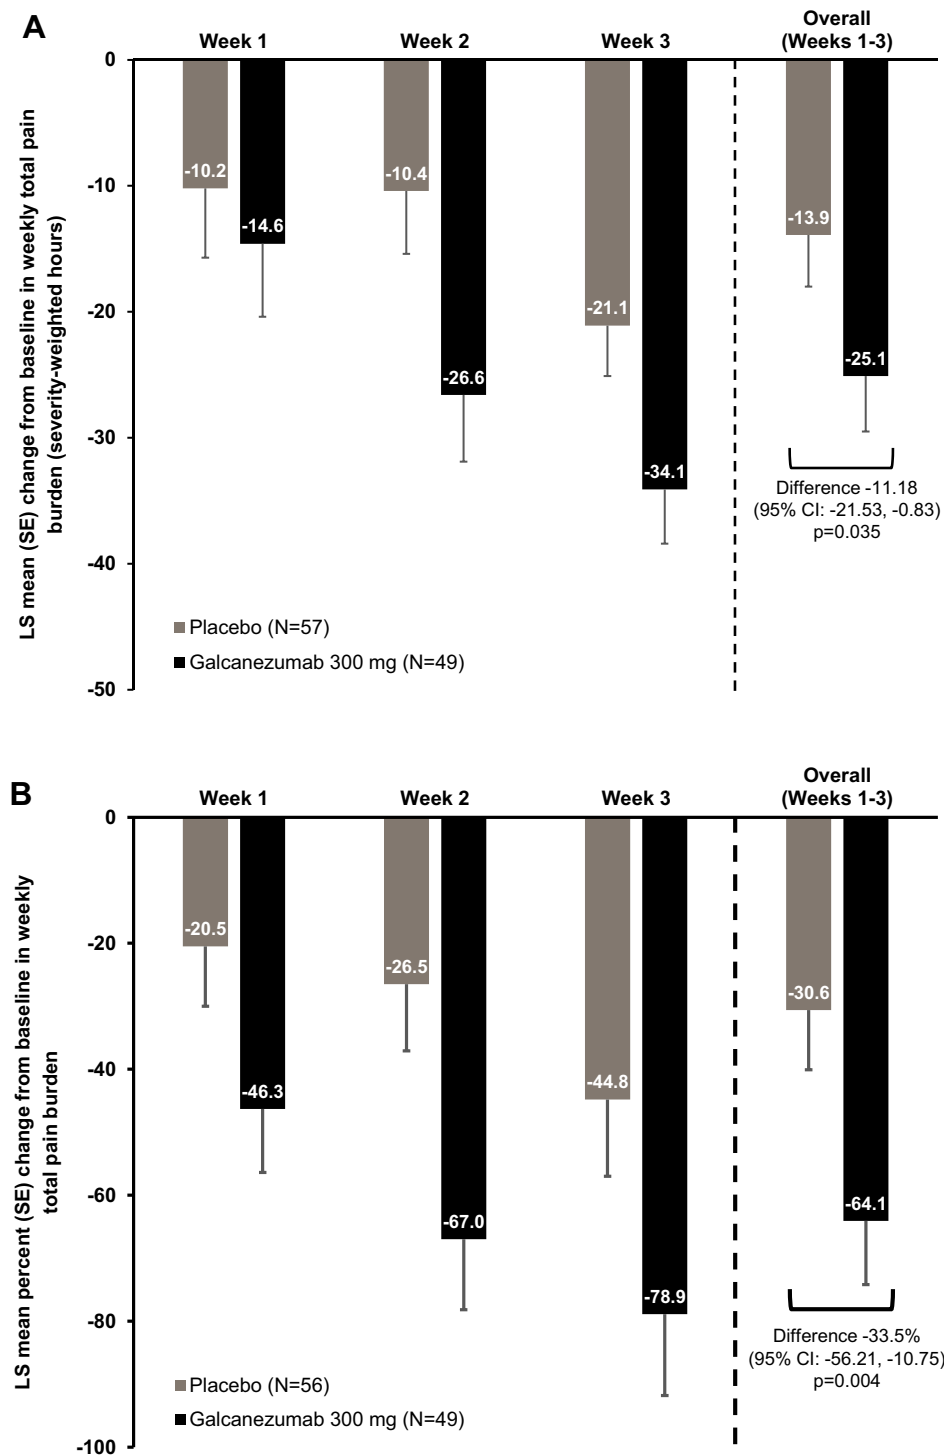 A
Overall
Week 1 Week 2 Week 3 (Weeks 1-3)
LS mean (SE) change from baseline in weekly total pain
burden (severity-weighted hours)
0
-10
-20
-30
-40
-50
-10.2
-14.6
-10.4
-26.6
-21.1
-34.1
-13.9
-25.1
Difference -11.18
(95% CI: -21.53, -0.83)
p=0.035
Placebo (N=57)
Galcanezumab 300 mg (N=49)
B
Overall
Week 1 Week 2 Week 3 (Weeks 1-3)
LS mean percent (SE) change from baseline in weekly
total pain burden
0
-20
-40
-60
-80
-100
-20.5
-46.3
-26.5
-67.0
-44.8
-78.9
-30.6
-64.1
Difference -33.5%
(95% CI: -56.21, -10.75)
p=0.004
Placebo (N=56)
Galcanezumab 300 mg (N=49)